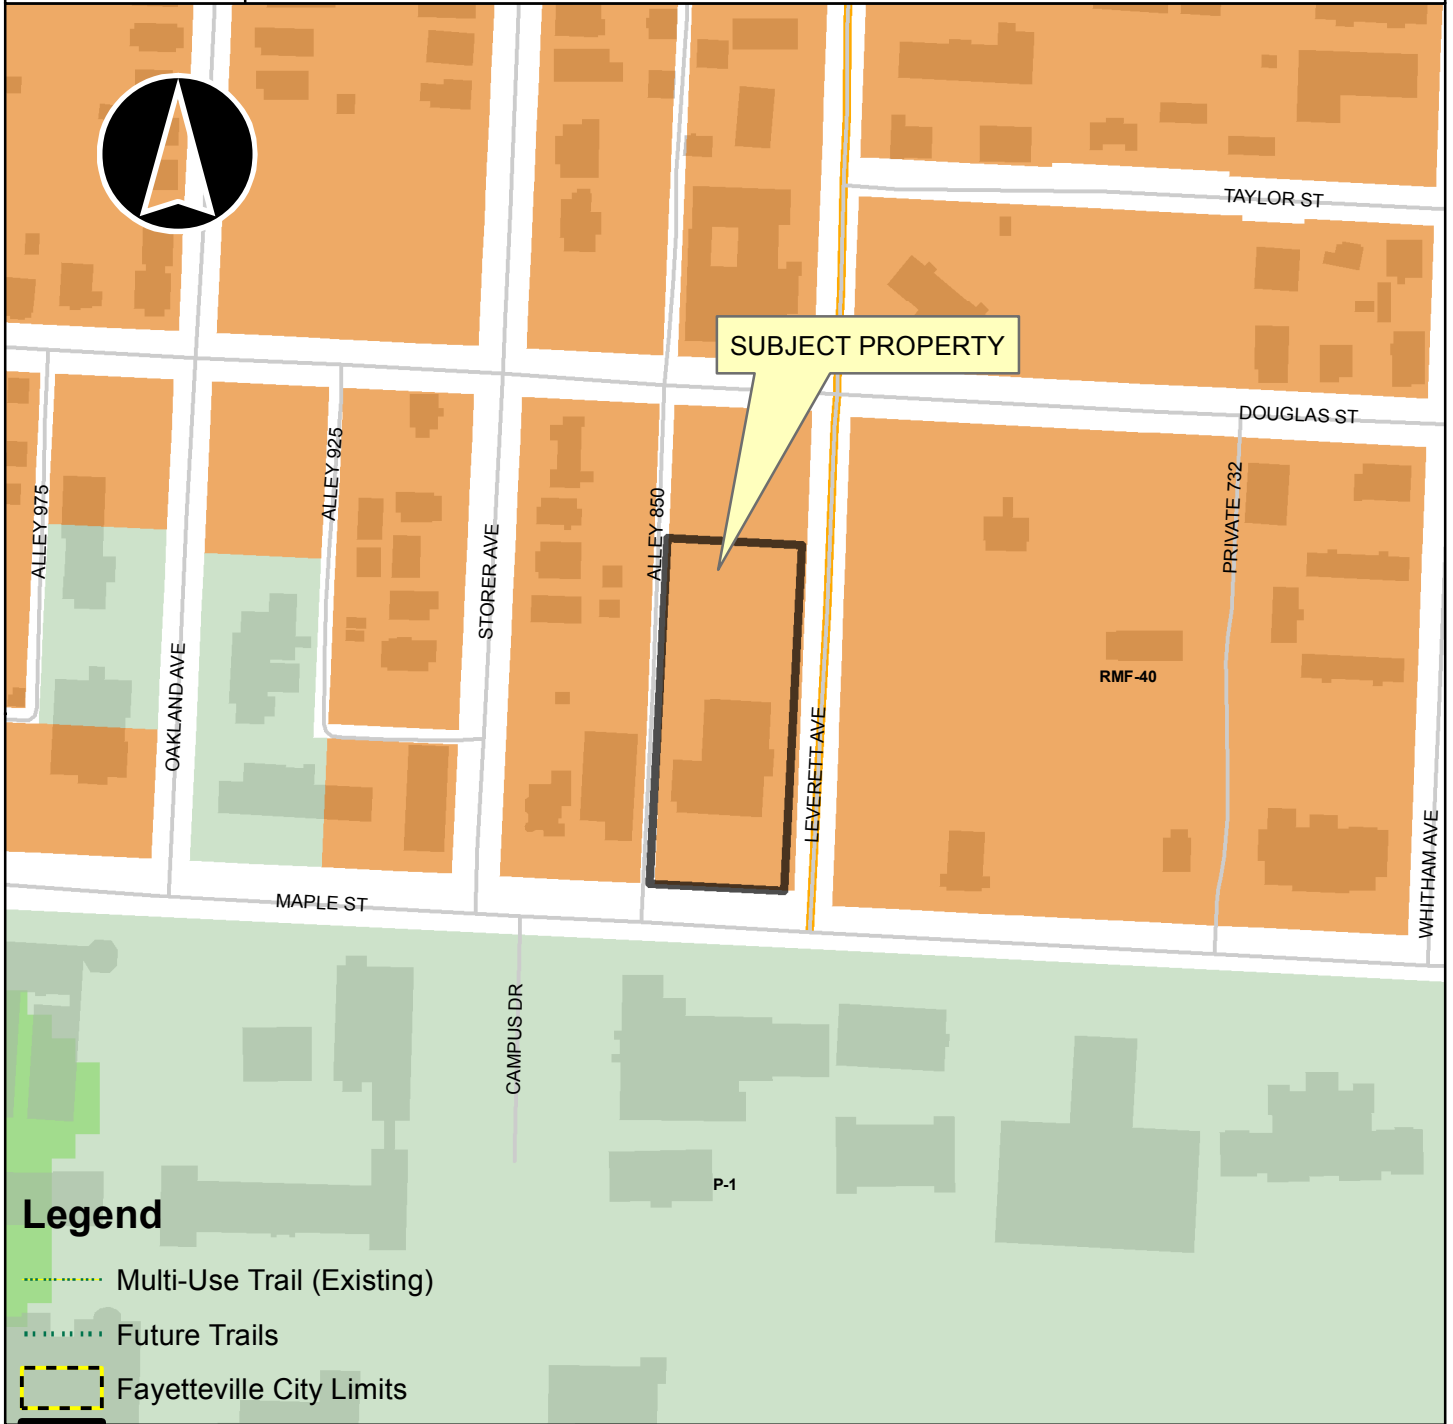 TAYLOR ST
SUBJECT PROPERTY
DOUGLAS ST
ALLEY 975
ALLEY 925
ALLEY 850
PRIVATE 732
STORER AVE
OAKLAND AVE
RMF-40
LEVERETT AVE
WHITHAM AVE
MAPLE ST
CAMPUS DR
P-1
Legend
Multi-Use Trail (Existing)
Future Trails
Fayetteville City Limits